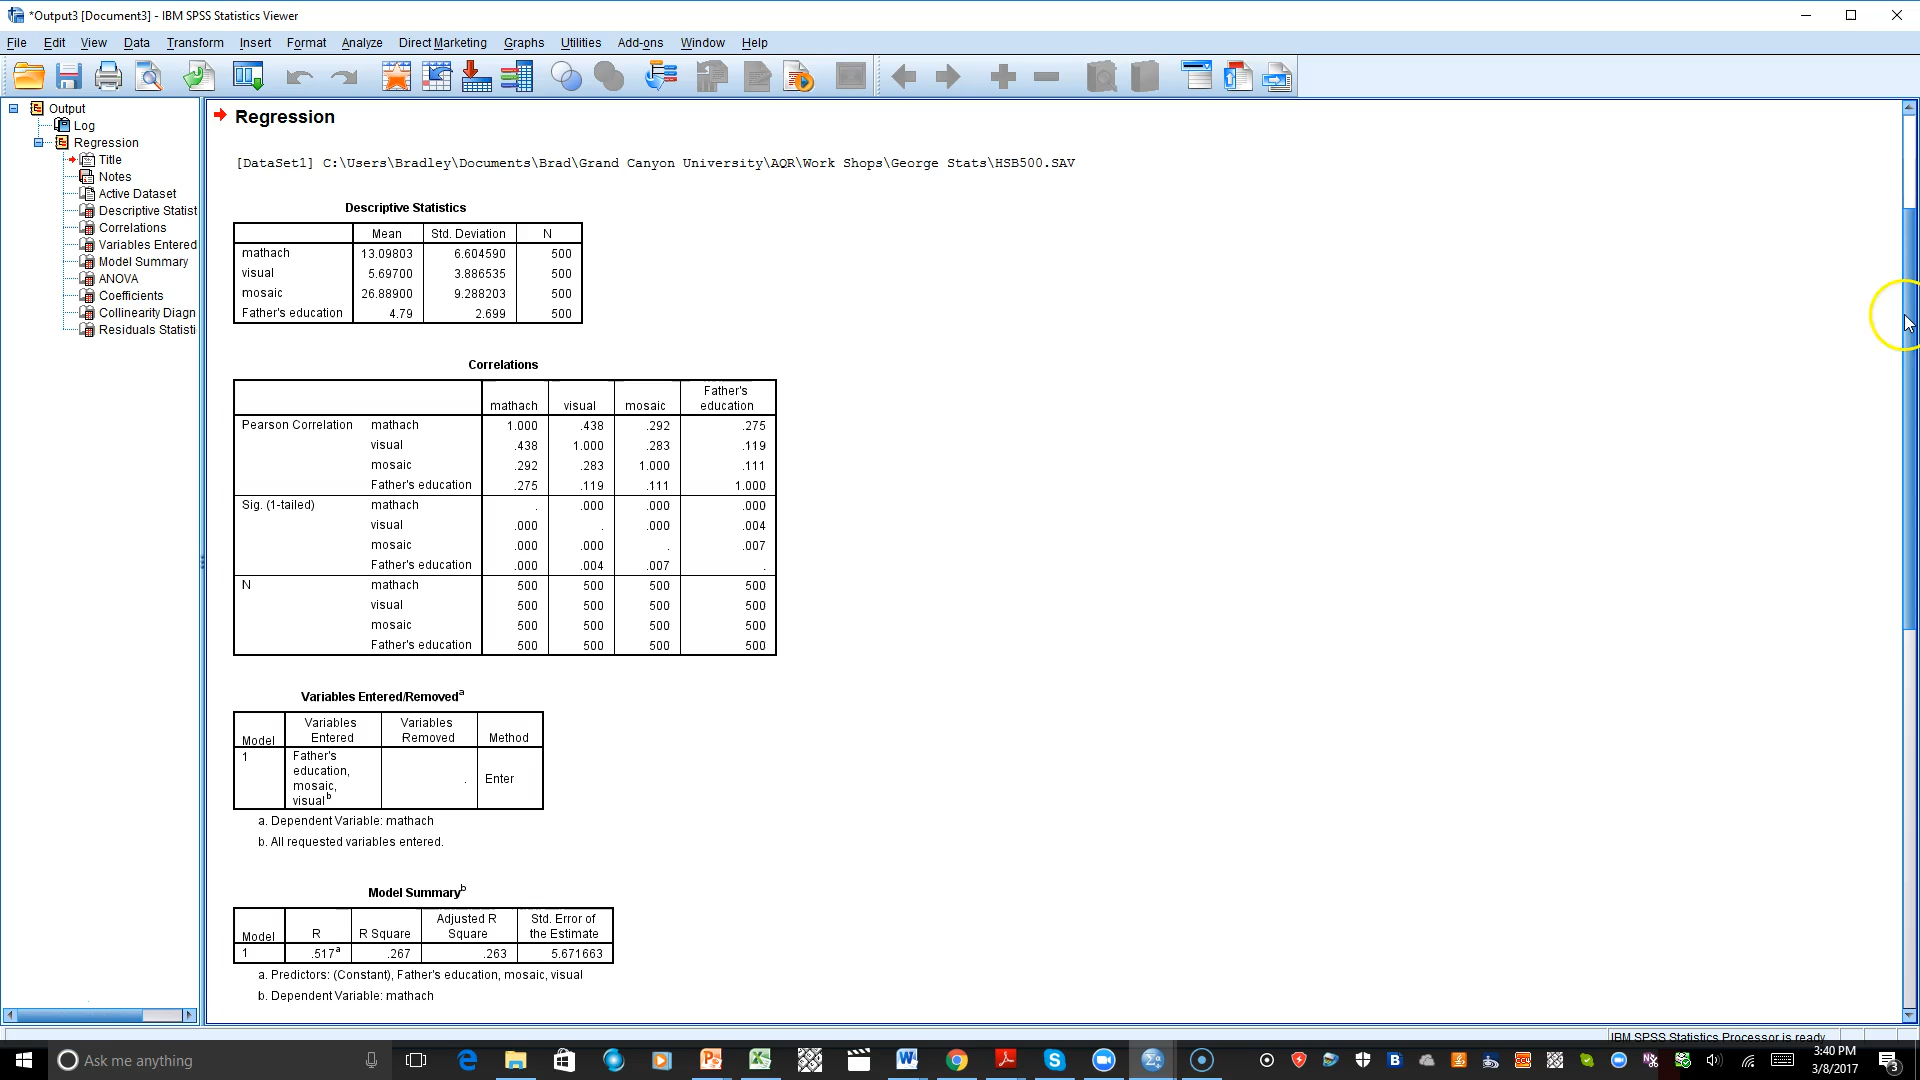 *Output3 [Document3] - IBM SPSS Statistics Viewer
File Edit View Data Transform Insert Format Analyze Direct Marketing Graphs Utilities Add-ons Window Help
Output
Log
Regression
Title
Notes
Active Dataset
Descriptive Statist
Correlations
Variables Entered
Model Summary
ANOVA
Coefficients
Collinearity Diagn
Residuals Statisti
Regression
[DataSet1] C:\Users\Bradley\Documents\Brad\Grand Canyon University\AQR\Work Shops\George Stats\HSB500.SAV
Descriptive Statistics
Mean Std. Deviation N
mathach 13.09803 6.604590 500
visual 5.69700 3.886535 500
mosaic 26.88900 9.288203 500
Father's education 4.79 2.699 500
Correlations
mathach visual mosaic Father's education
Pearson Correlation mathach 1.000 .438 .292 .275
visual .438 1.000 .283 .119
mosaic .292 .283 1.000 .111
Father's education .275 .119 .111 1.000
Sig. (1-tailed) mathach . .000 .000 .000
visual .000 . .000 .004
mosaic .000 .000 . .007
Father's education .000 .004 .007 .
N mathach 500 500 500 500
visual 500 500 500 500
mosaic 500 500 500 500
Father's education 500 500 500 500
Variables Entered/Removed a
Model Variables Entered Variables Removed Method
1 Father's education, mosaic, visual b . Enter
a. Dependent Variable: mathach
b. All requested variables entered.
Model Summary b
Model R R Square Adjusted R Square Std. Error of the Estimate
1 .517 a .267 .263 5.671663
a. Predictors: (Constant), Father's education, mosaic, visual
b. Dependent Variable: mathach
IBM SPSS Statistics Processor is ready
Ask me anything
3:40 PM
3/8/2017
3